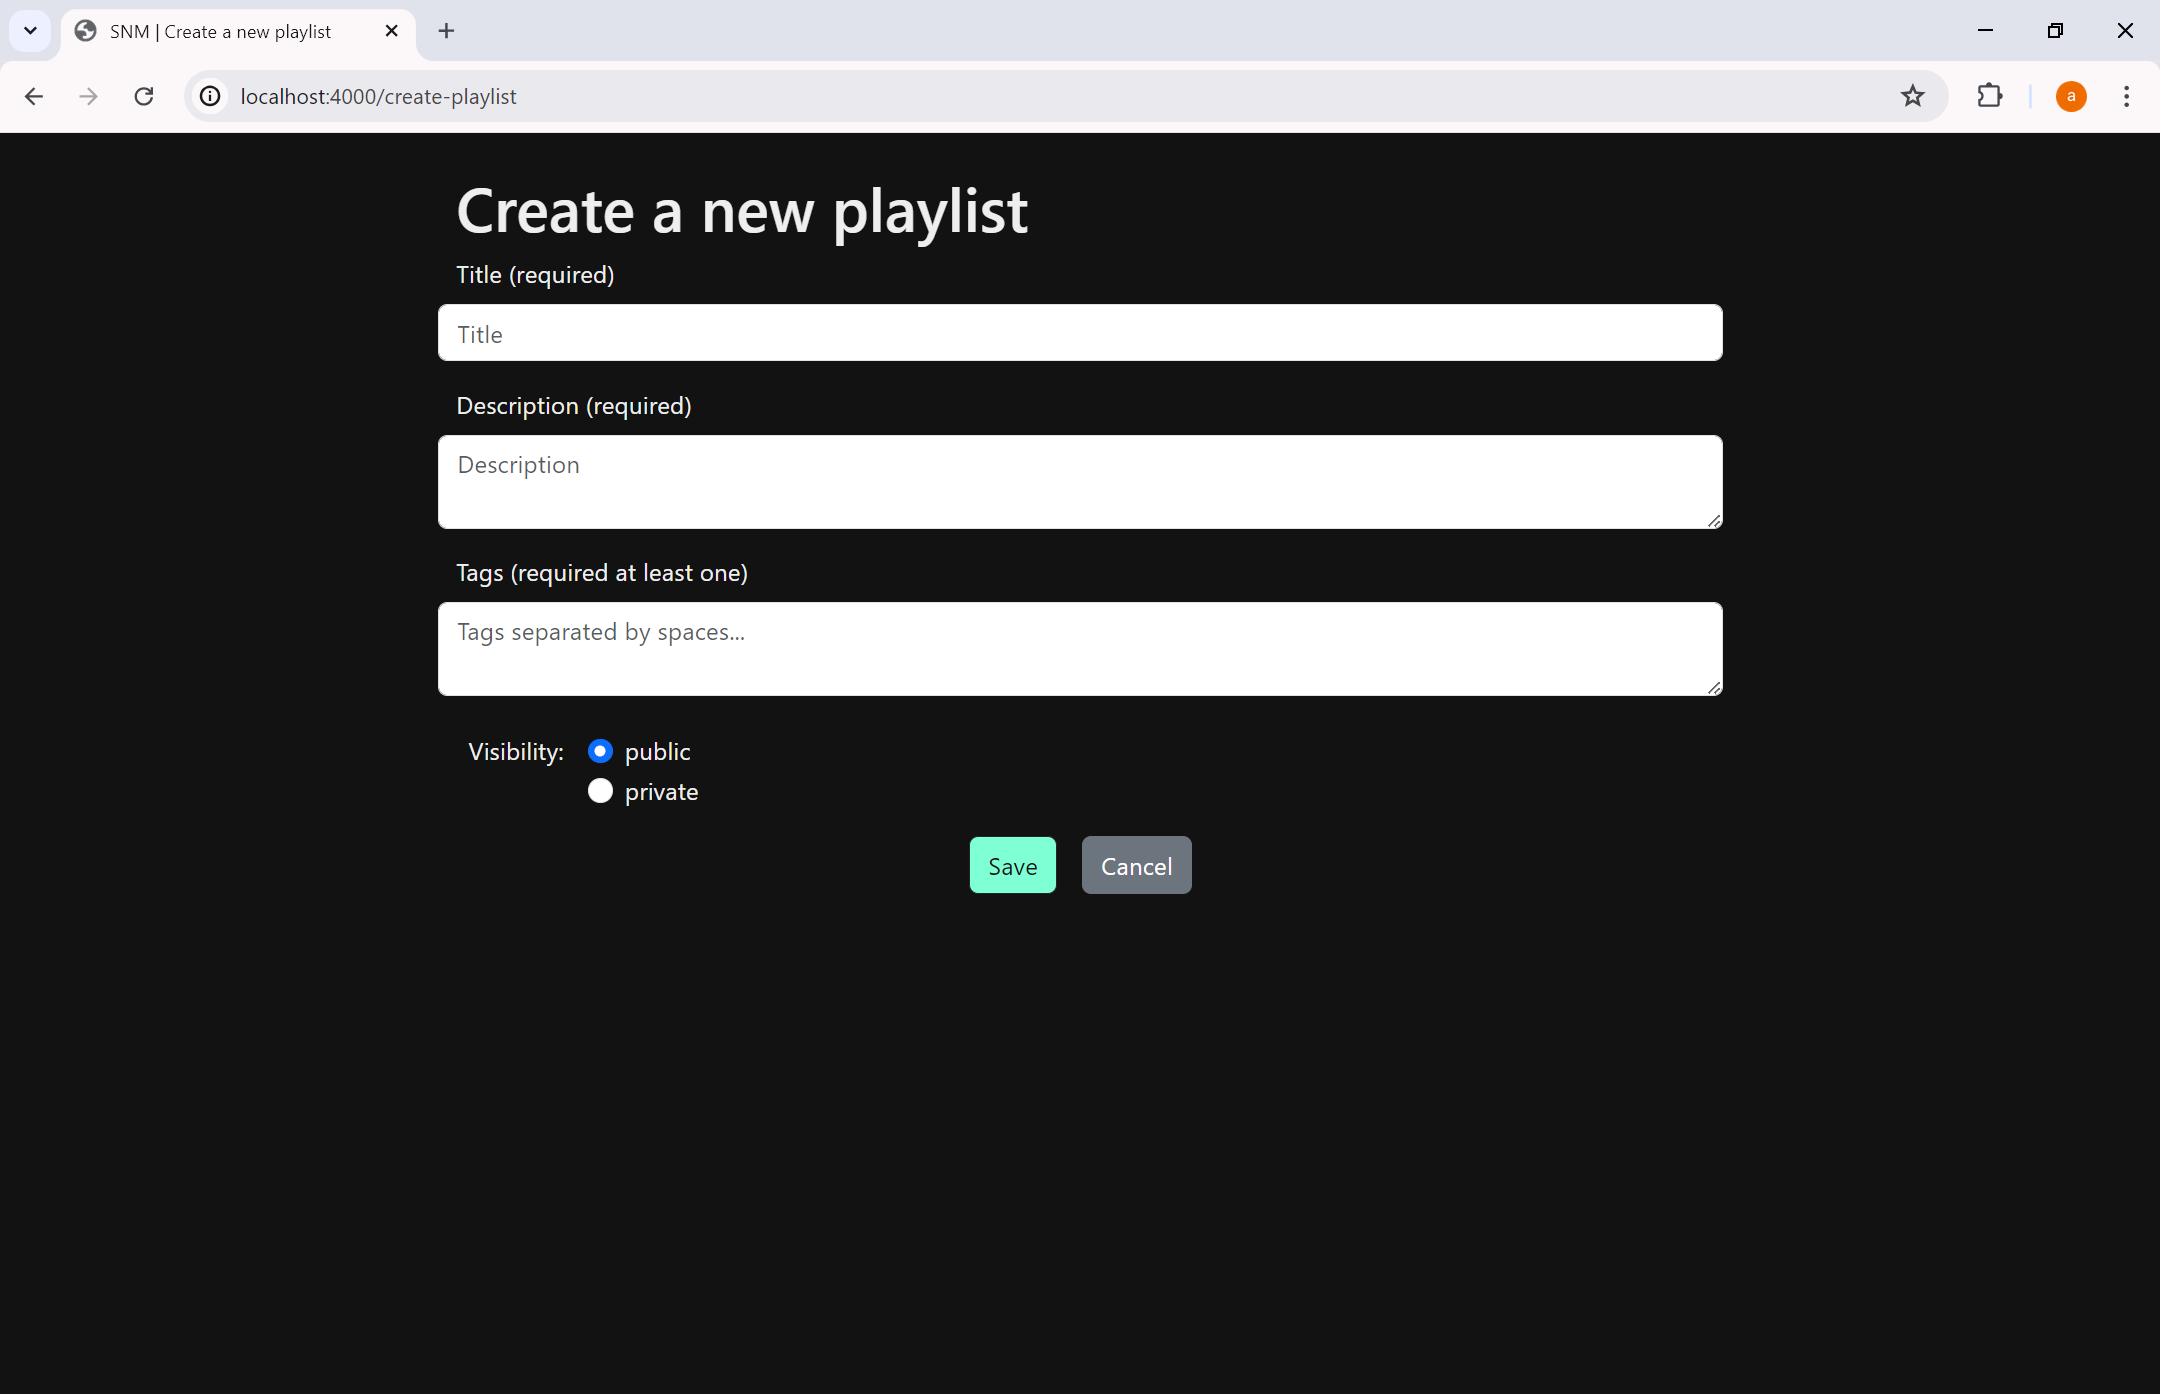 SNM | Create a new playlist
localhost:4000/create-playlist
a
Create a new playlist
Title (required)
Title
Description (required)
Description
Tags (required at least one)
Tags separated by spaces...
Visibility: public
private
Save Cancel